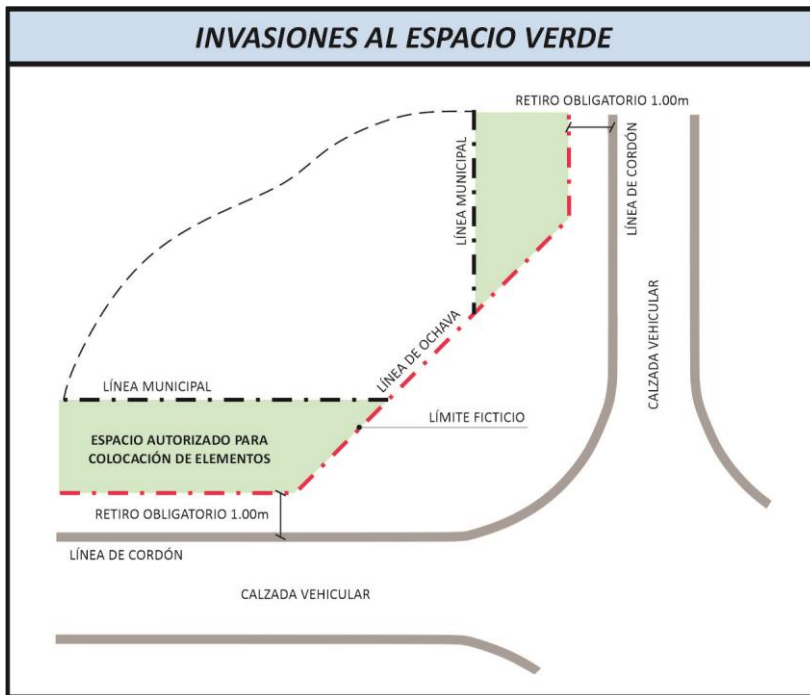 INVASIONES AL ESPACIO VERDE
RETIRO OBLIGATORIO 1.00m
LÍNEA MUNICIPAL
LÍNEA DE CORDÓN
LÍNEA DE OCHAVA
CALZADA VEHICULAR
LÍNEA MUNICIPAL
LÍMITE FICTICIO
ESPACIO AUTORIZADO PARA
COLOCACIÓN DE ELEMENTOS
RETIRO OBLIGATORIO 1.00m
LÍNEA DE CORDÓN
CALZADA VEHICULAR